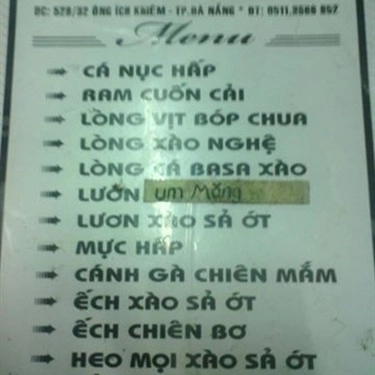 ĐC: 528/32 ÔNG ÍCH KHIÊM - TP.ĐÀ NẴNG * ĐT: 0511.2666 857
Menu
CÁ NỤC HẤP
RAM CUỐN CẢI
LÒNG VỊT BÓP CHUA
LÒNG XÀO NGHỆ
LÒNG CÁ BASA XÀO
LƯƠN um Măng
LƯƠN XÀO SẢ ỚT
MỰC HẤP
CÁNH GÀ CHIÊN MẮM
ẾCH XÀO SẢ ỚT
ẾCH CHIÊN BƠ
HEO MỌI XÀO SẢ ỚT